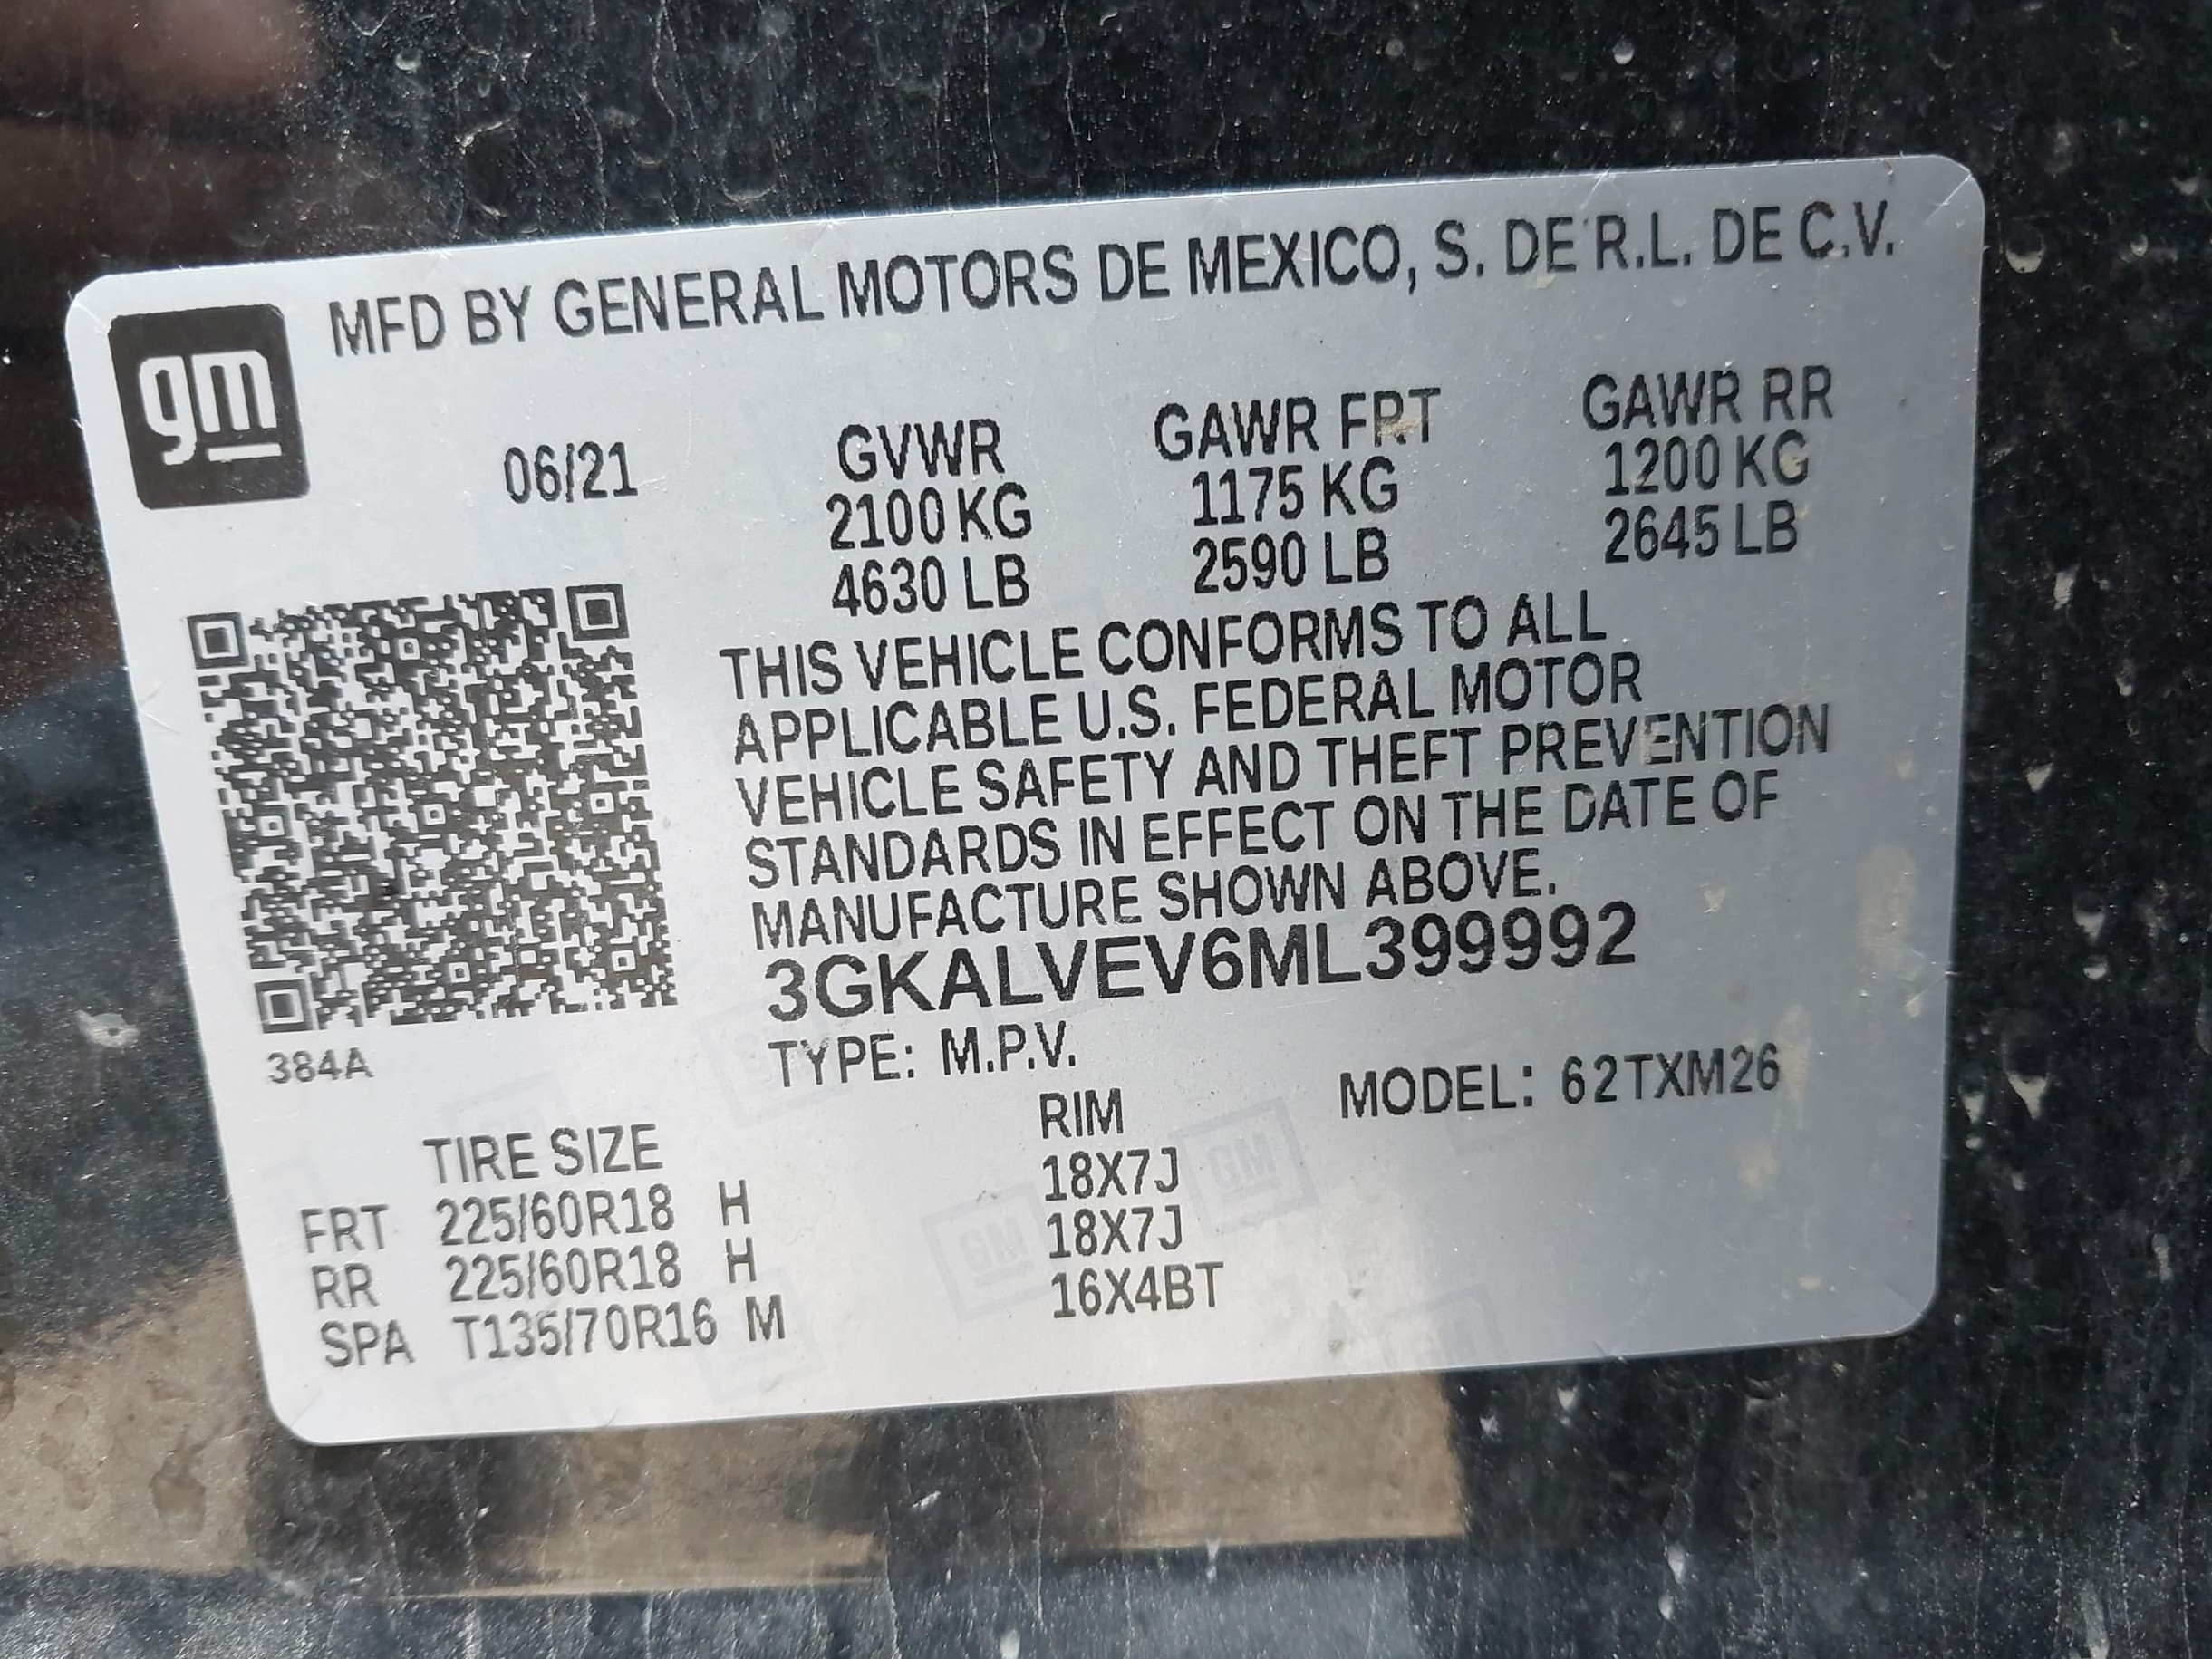 gm
MFD BY GENERAL MOTORS DE MEXICO, S. DE R.L. DE C.V.
06/21
GVWR GAWR FRT GAWR RR
2100 KG 1175 KG 1200 KG
4630 LB 2590 LB 2645 LB
THIS VEHICLE CONFORMS TO ALL
APPLICABLE U.S. FEDERAL MOTOR
VEHICLE SAFETY AND THEFT PREVENTION
STANDARDS IN EFFECT ON THE DATE OF
MANUFACTURE SHOWN ABOVE.
3GKALVEV6ML399992
384A
TYPE: M.P.V. MODEL: 62TXM26
TIRE SIZE RIM
FRT 225/60R18 H 18X7J
RR 225/60R18 H 18X7J
SPA T135/70R16 M 16X4BT
GM
GM